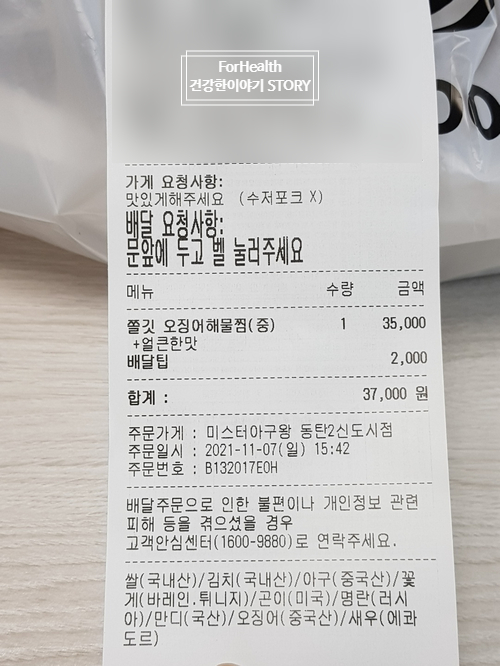 ForHealth
건강한이야기 STORY
가게 요청사항:
맛있게해주세요 (수저포크 X)
배달 요청사항:
문앞에 두고 벨 눌러주세요
메뉴 수량 금액
쫄깃 오징어해물찜(중) 1 35,000
+얼큰한맛
배달팁 2,000
합계 : 37,000 원
주문가게 : 미스터아구왕 동탄2신도시점
주문일시 : 2021-11-07(일) 15:42
주문번호 : B132017E0H
배달주문으로 인한 불편이나 개인정보 관련
피해 등을 겪으셨을 경우
고객안심센터(1600-9880)로 연락주세요.
쌀(국내산)/김치(국내산)/아구(중국산)/꽃
게(바레인.튀니지)/곤이(미국)/명란(러시
아)/만디(국산)/오징어(중국산)/새우(에콰
도르)